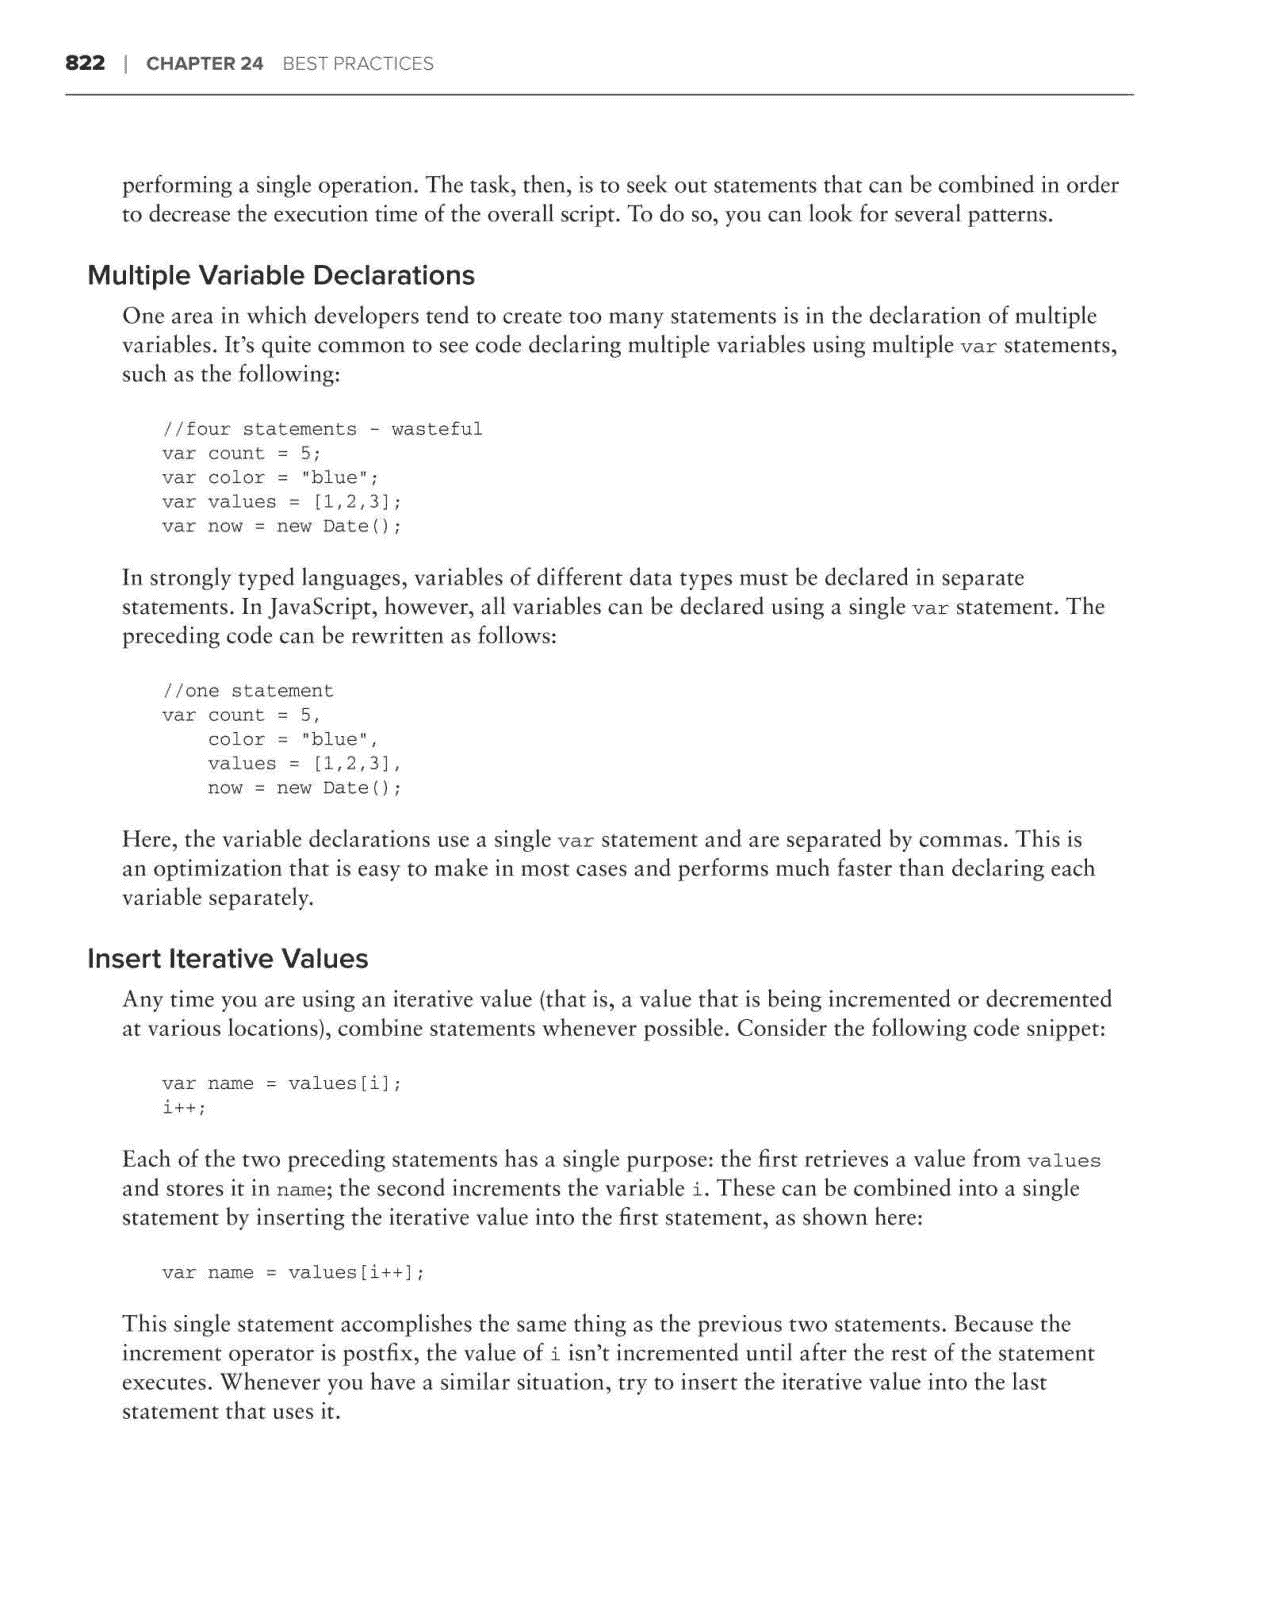 822 | CHAPTER 24 BEST PRACTICES
performing a single operation. The task, then, is to seek out statements that can be combined in order
to decrease the execution time of the overall script. To do so, you can look for several patterns.
Multiple Variable Declarations
One area in which developers tend to create too many statements is in the declaration of multiple
variables. It’s quite common to see code declaring multiple variables using multiple var statements,
such as the following:
//four statements - wasteful
var count = 5;
var color = "blue";
var values = [1,2,3];
var now = new Date();
In strongly typed languages, variables of different data types must be declared in separate
statements. In JavaScript, however, all variables can be declared using a single var statement. The
preceding code can be rewritten as follows:
//one statement
var count = 5,
    color = "blue",
    values = [1,2,3],
    now = new Date();
Here, the variable declarations use a single var statement and are separated by commas. This is
an optimization that is easy to make in most cases and performs much faster than declaring each
variable separately.
Insert Iterative Values
Any time you are using an iterative value (that is, a value that is being incremented or decremented
at various locations), combine statements whenever possible. Consider the following code snippet:
var name = values[i];
i++;
Each of the two preceding statements has a single purpose: the first retrieves a value from values
and stores it in name; the second increments the variable i. These can be combined into a single
statement by inserting the iterative value into the first statement, as shown here:
var name = values[i++];
This single statement accomplishes the same thing as the previous two statements. Because the
increment operator is postfix, the value of i isn’t incremented until after the rest of the statement
executes. Whenever you have a similar situation, try to insert the iterative value into the last
statement that uses it.